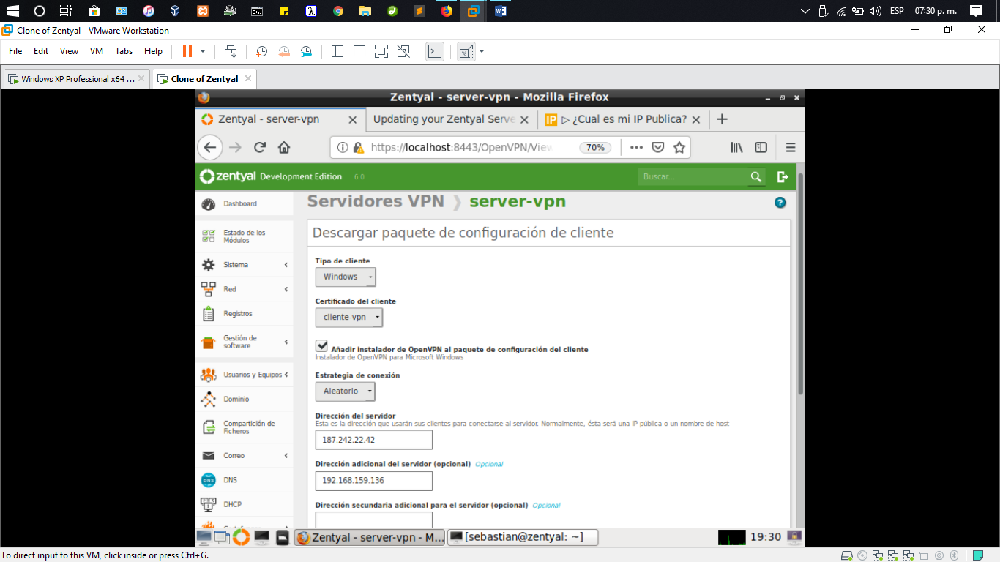 ESP 07:30 p. m.
Clone of Zentyal - VMware Workstation
File Edit View VM Tabs Help
Windows XP Professional x64 ... Clone of Zentyal
Zentyal - server-vpn - Mozilla Firefox
Zentyal - server-vpn Updating your Zentyal Serve IP ▷ ¿Cual es mi IP Publica?
https://localhost:8443/OpenVPN/View 70%
zentyal Development Edition 6.0 Buscar...
Dashboard
Estado de los
Módulos
Sistema
Red
Registros
Gestión de
software
Usuarios y Equipos
Dominio
Compartición de
Ficheros
Correo
DNS
DHCP
Cortafuegos
Servidores VPN server-vpn
Descargar paquete de configuración de cliente
Tipo de cliente
Windows
Certificado del cliente
cliente-vpn
Añadir instalador de OpenVPN al paquete de configuración del cliente
Instalador de OpenVPN para Microsoft Windows
Estrategia de conexión
Aleatorio
Dirección del servidor
Esta es la dirección que usarán sus clientes para conectarse al servidor. Normalmente, ésta será una IP pública o un nombre de host
187.242.22.42
Dirección adicional del servidor (opcional) Opcional
192.168.159.136
Dirección secundaria adicional para el servidor (opcional) Opcional
Zentyal - server-vpn - M... [sebastian@zentyal: ~] 19:30
To direct input to this VM, click inside or press Ctrl+G.